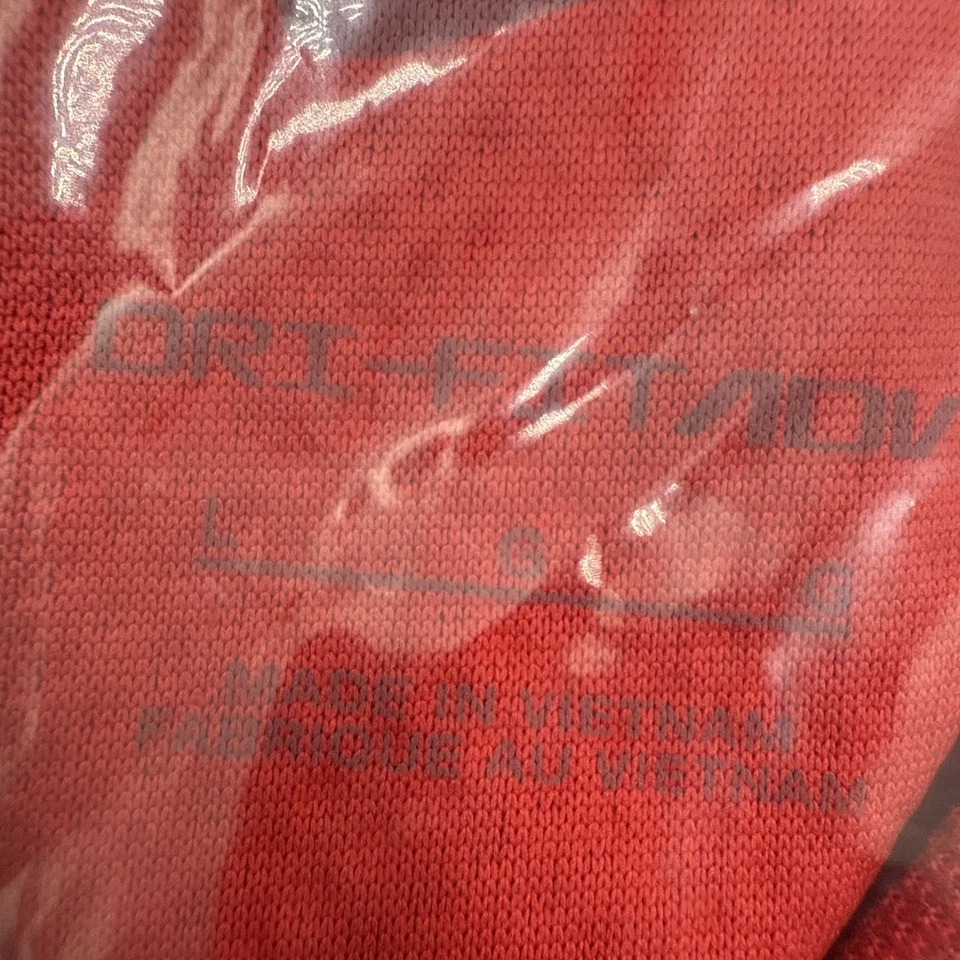 DRI-FIT ADV
L G G
MADE IN VIETNAM
FABRIQUE AU VIETNAM